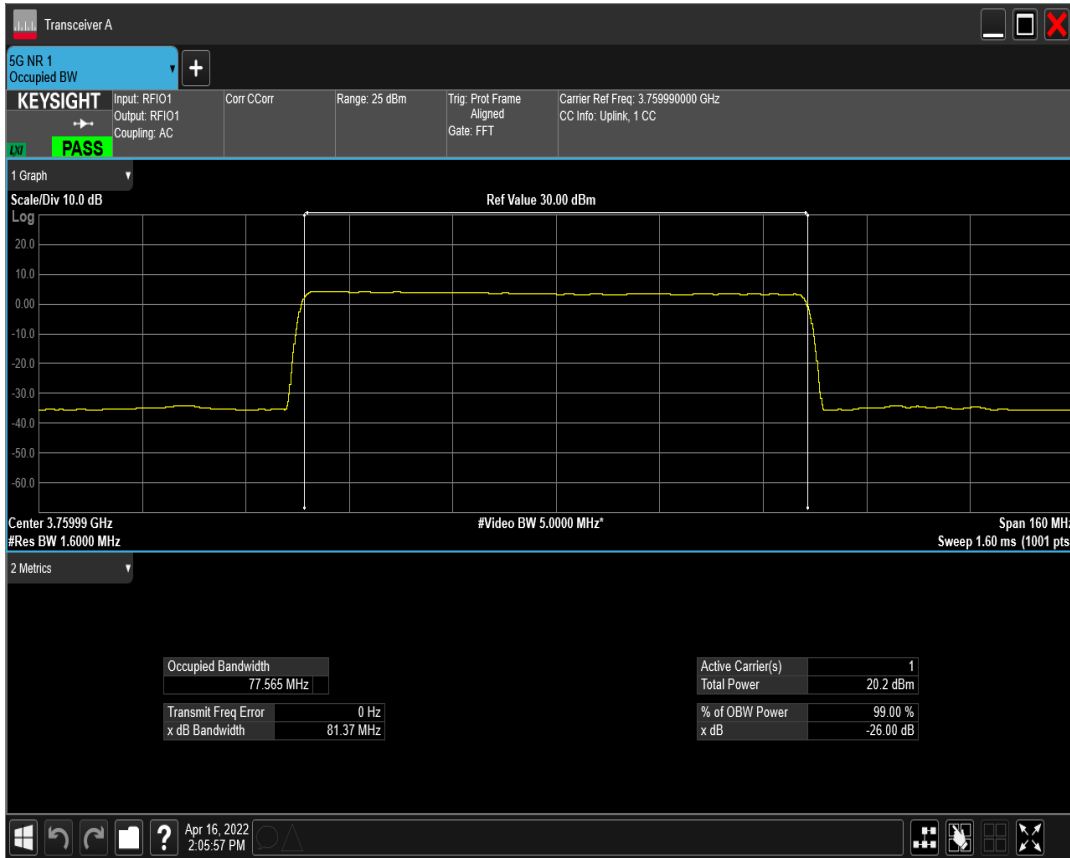 Transceiver A
5G NR 1
Occupied BW
KEYSIGHT
LXI
PASS
Input: RFIO1
Output: RFIO1
Coupling: AC
Corr CCorr
Range: 25 dBm
Trig: Prot Frame
Aligned
Gate: FFT
Carrier Ref Freq: 3.759990000 GHz
CC Info: Uplink, 1 CC
1 Graph
Scale/Div 10.0 dB
Ref Value 30.00 dBm
Log
20.0
10.0
0.00
-10.0
-20.0
-30.0
-40.0
-50.0
-60.0
Center 3.75999 GHz
#Video BW 5.0000 MHz*
Span 160 MHz
#Res BW 1.6000 MHz
Sweep 1.60 ms (1001 pts
2 Metrics
Occupied Bandwidth
77.565 MHz
Transmit Freq Error 0 Hz
x dB Bandwidth 81.37 MHz
Active Carrier(s) 1
Total Power 20.2 dBm
% of OBW Power 99.00 %
x dB -26.00 dB
?
Apr 16, 2022
2:05:57 PM